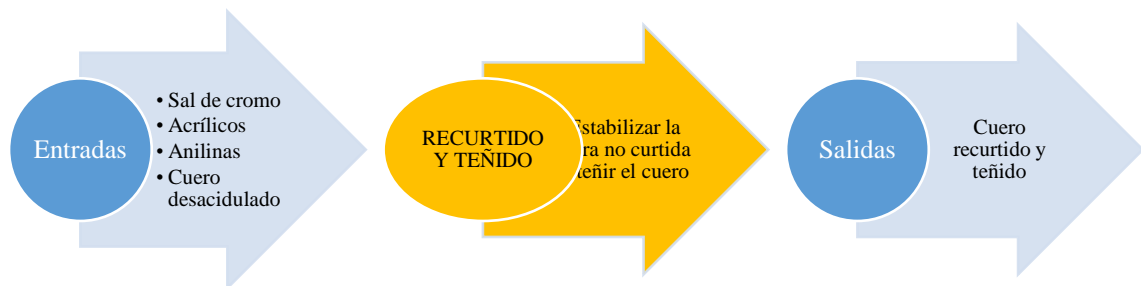 Entradas
• Sal de cromo
• Acrílicos
• Anilinas
• Cuero
desacidulado
RECURTIDO
Y TEÑIDO
Estabilizar la
no curtida
teñir el cuero
Salidas
Cuero
recurtido y
teñido